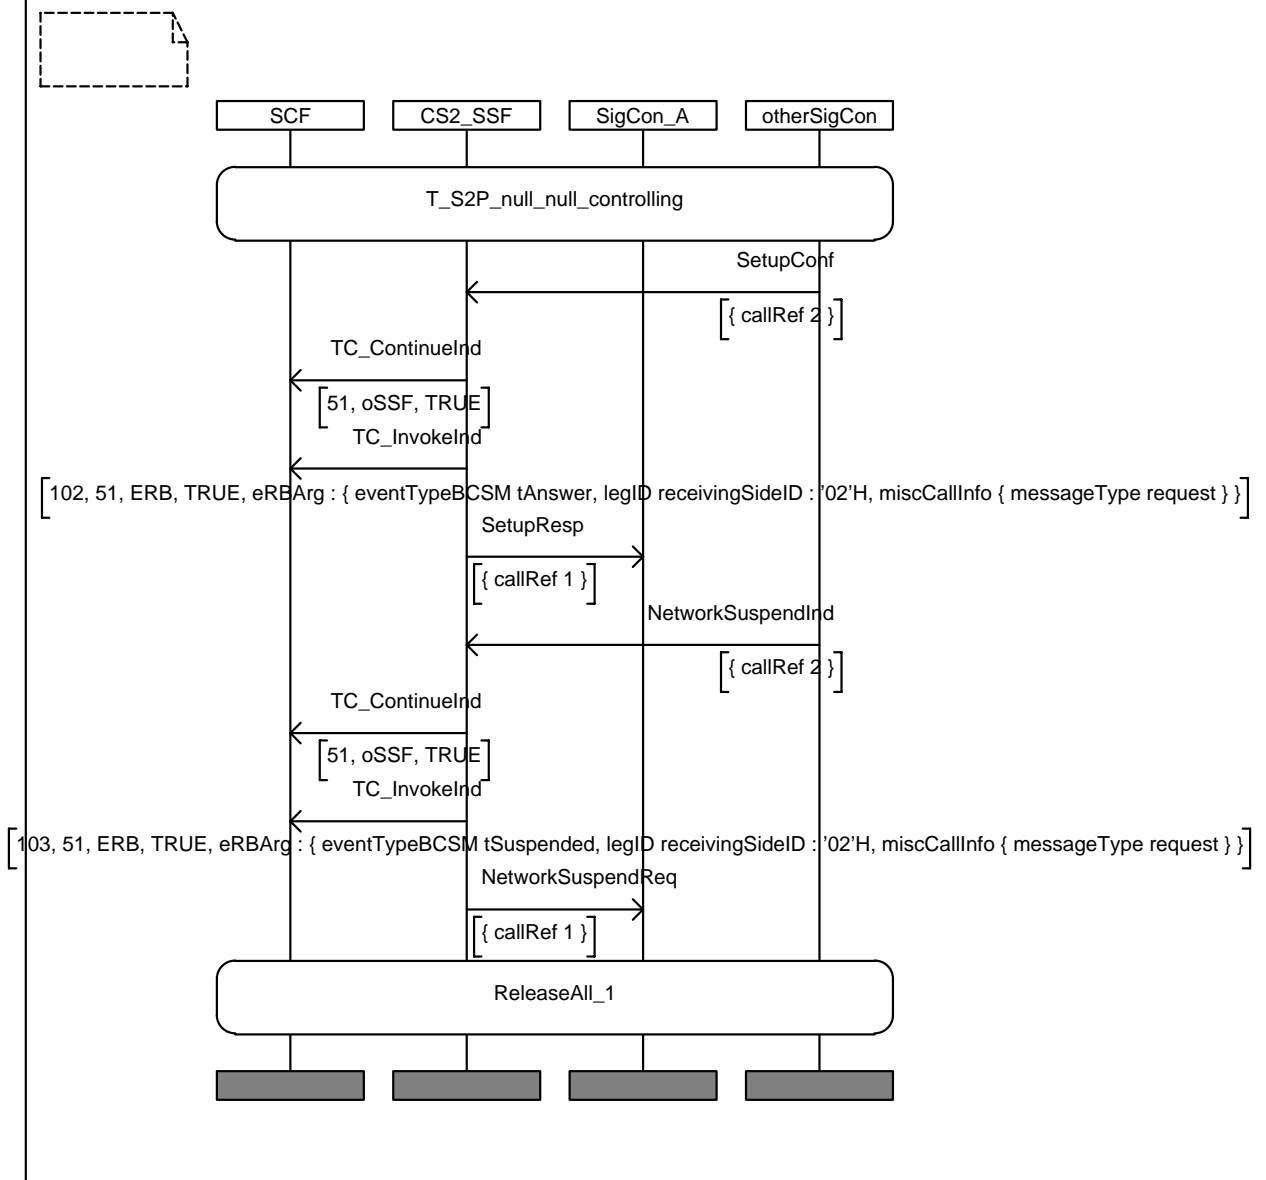 SCF CS2_SSF SigCon_A otherSigCon
T_S2P_null_null_controlling
SetupConf
{ callRef 2 }
TC_ContinueInd
51, oSSF, TRUE
TC_InvokeInd
102, 51, ERB, TRUE, eRBArg : { eventTypeBCSM tAnswer, legID receivingSideID : ’02’H, miscCallInfo { messageType request } }
SetupResp
{ callRef 1 }
NetworkSuspendInd
{ callRef 2 }
TC_ContinueInd
51, oSSF, TRUE
TC_InvokeInd
103, 51, ERB, TRUE, eRBArg : { eventTypeBCSM tSuspended, legID receivingSideID : ’02’H, miscCallInfo { messageType request } }
NetworkSuspendReq
{ callRef 1 }
ReleaseAll_1